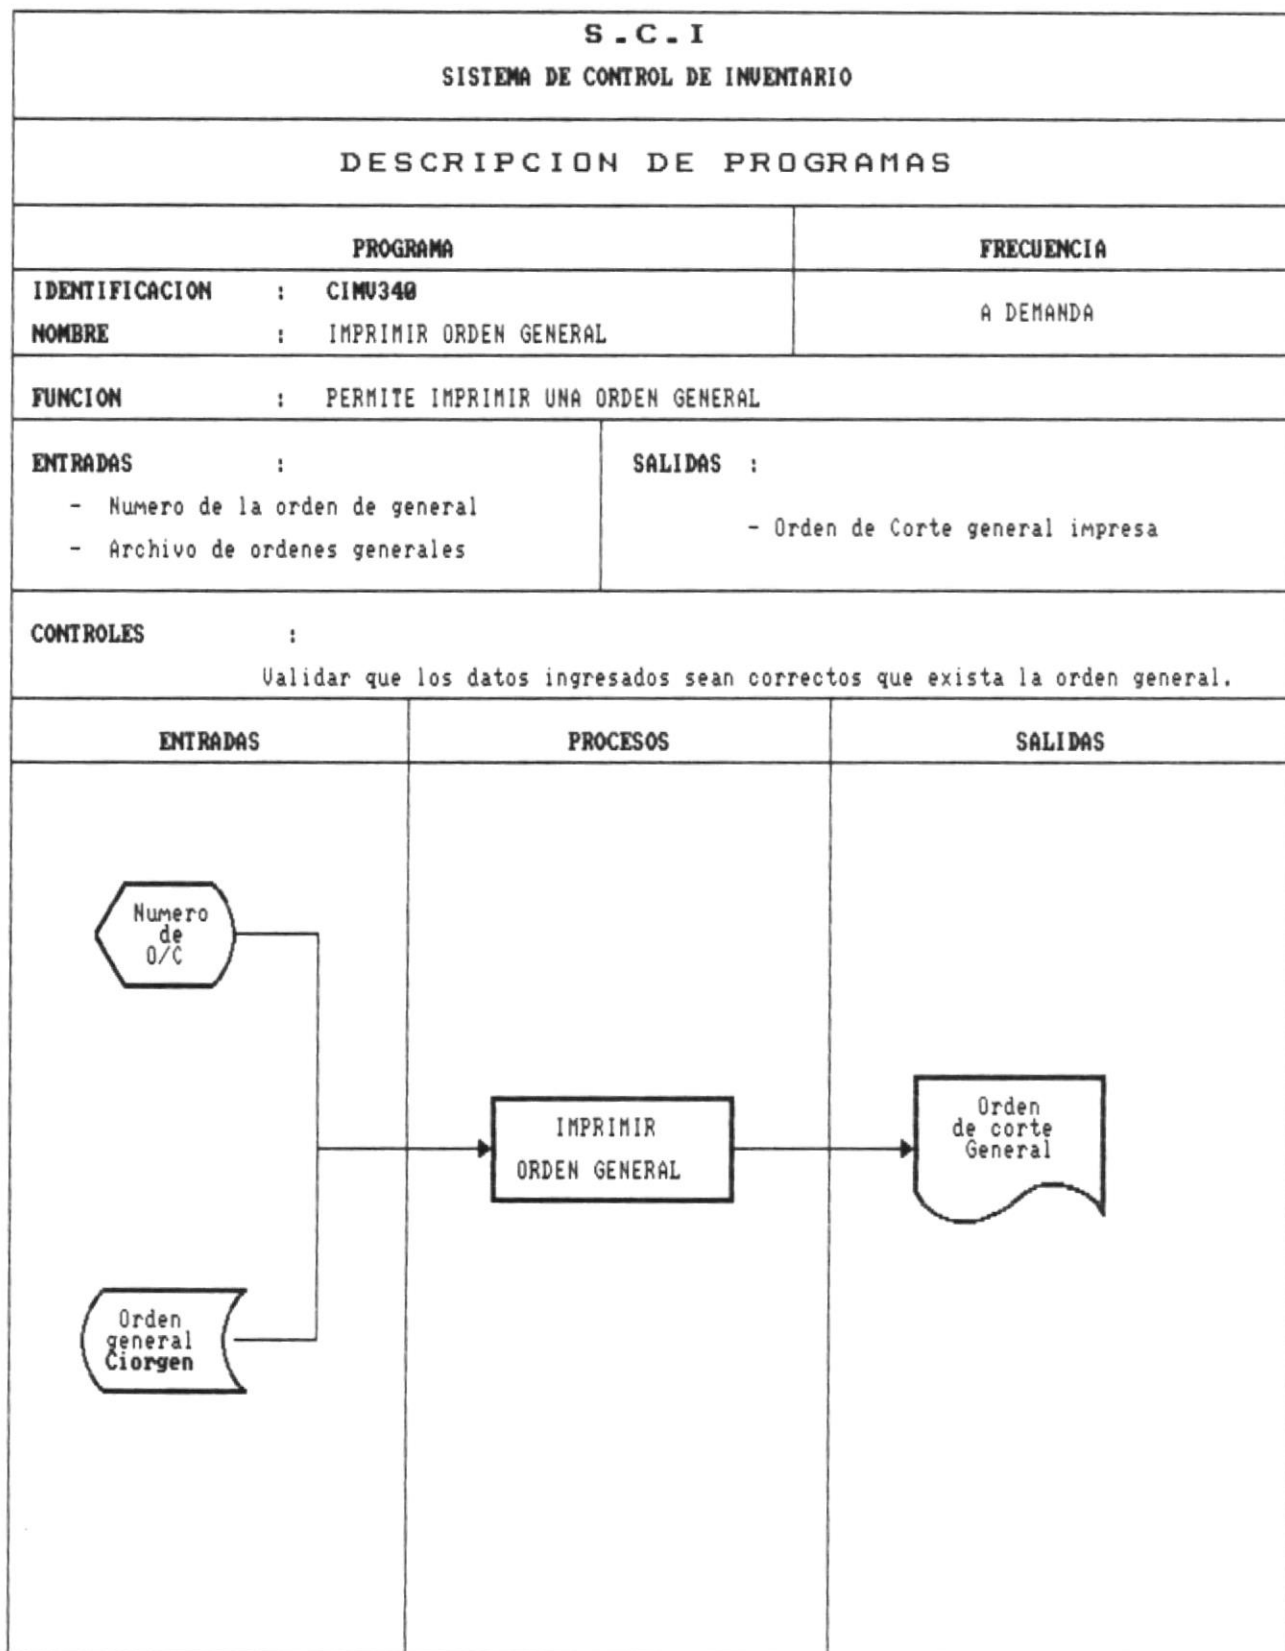 S.C.I
SISTEMA DE CONTROL DE INVENTARIO
DESCRIPCION DE PROGRAMAS
PROGRAMA FRECUENCIA
IDENTIFICACION : CIMV340
NOMBRE : IMPRIMIR ORDEN GENERAL
A DEMANDA
FUNCION : PERMITE IMPRIMIR UNA ORDEN GENERAL
ENTRADAS :
- Numero de la orden de general
- Archivo de ordenes generales
SALIDAS :
- Orden de Corte general impresa
CONTROLES :
Validar que los datos ingresados sean correctos que exista la orden general.
ENTRADAS PROCESOS SALIDAS
Numero
de
O/C
IMPRIMIR
ORDEN GENERAL
Orden
de corte
General
Orden
general
Ciorgen